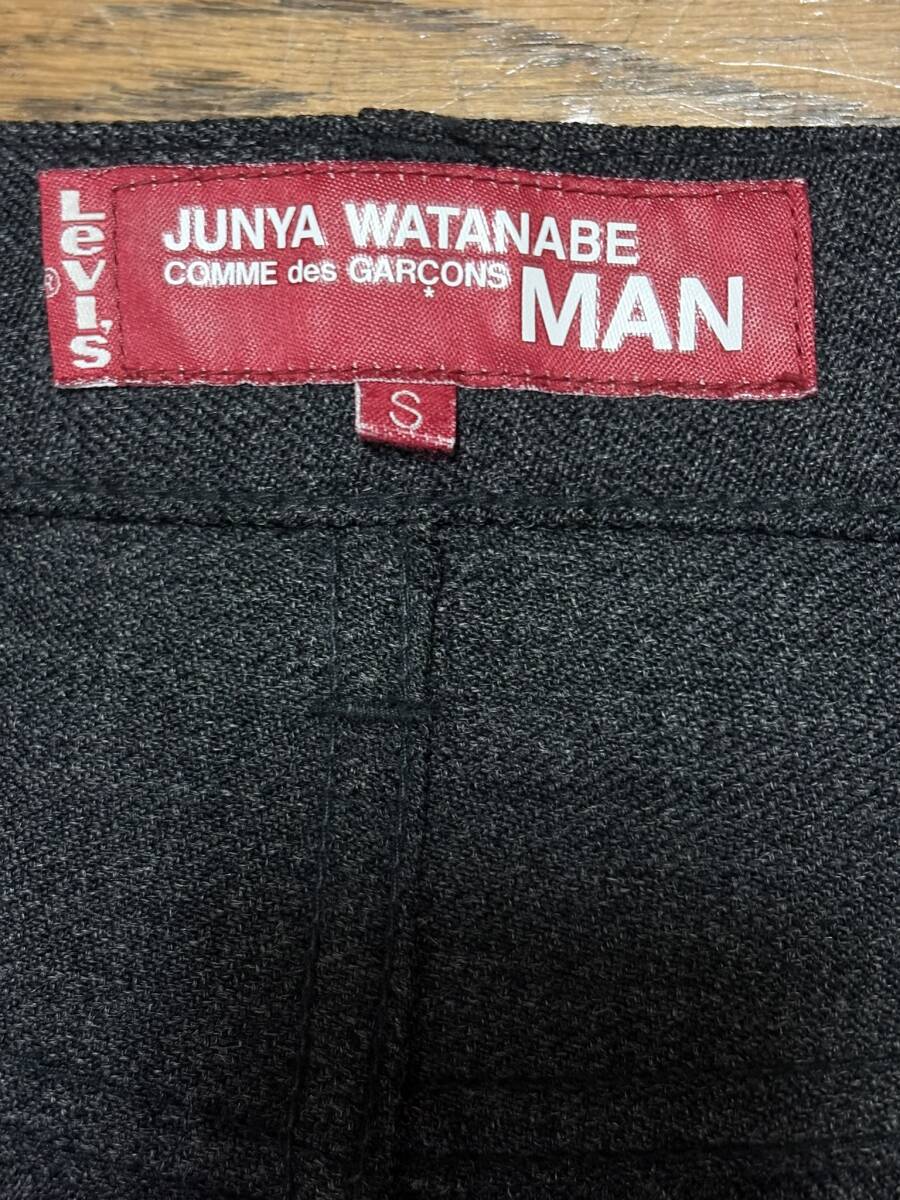 LeVI'S
®
JUNYA WATANABE
COMME des GARÇONS
*
MAN
S